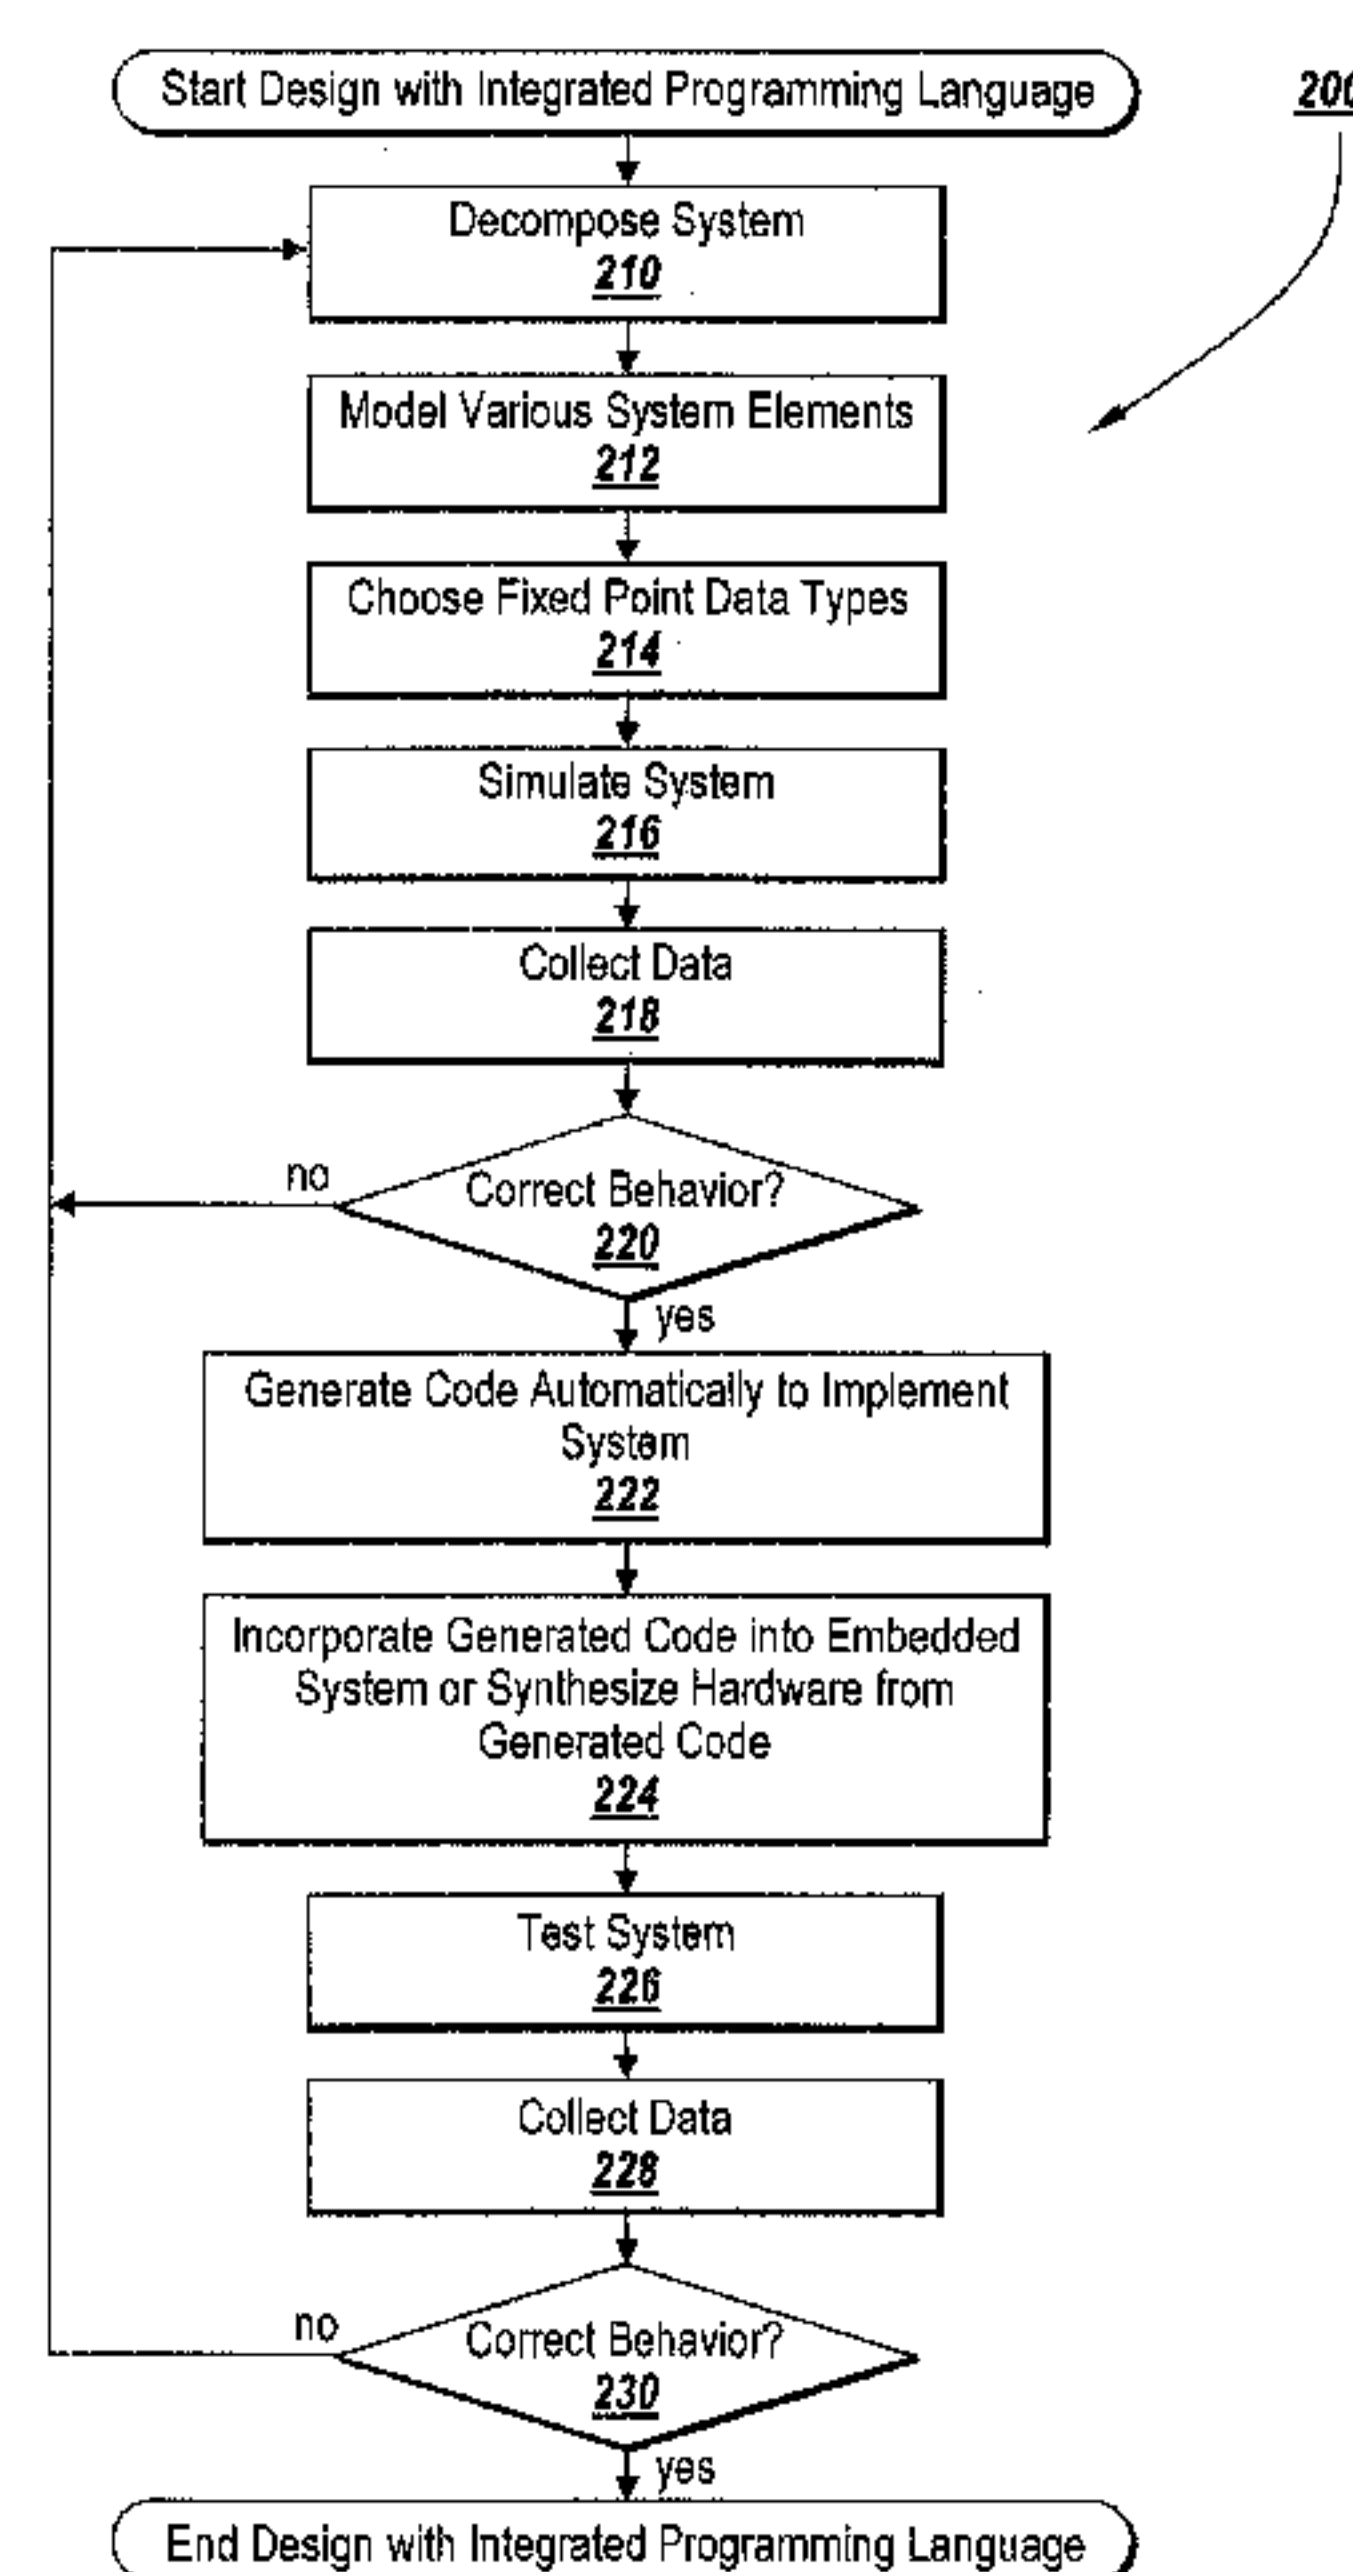 Start Design with Integrated Programming Language
200
Decompose System
210
Model Various System Elements
212
Choose Fixed Point Data Types
214
Simulate System
216
Collect Data
218
no
Correct Behavior?
220
yes
Generate Code Automatically to Implement
System
222
Incorporate Generated Code into Embedded
System or Synthesize Hardware from
Generated Code
224
Test System
226
Collect Data
228
no
Correct Behavior?
230
yes
End Design with Integrated Programming Language